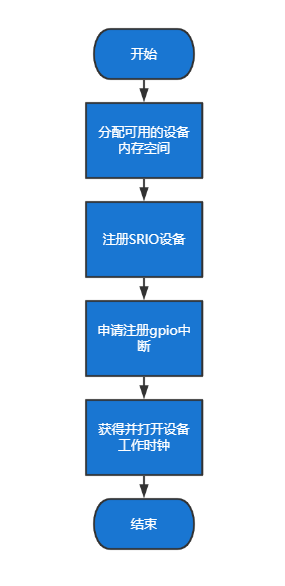 开始
分配可用的设备
内存空间
注册SRIO设备
申请注册gpio中
断
获得并打开设备
工作时钟
结束